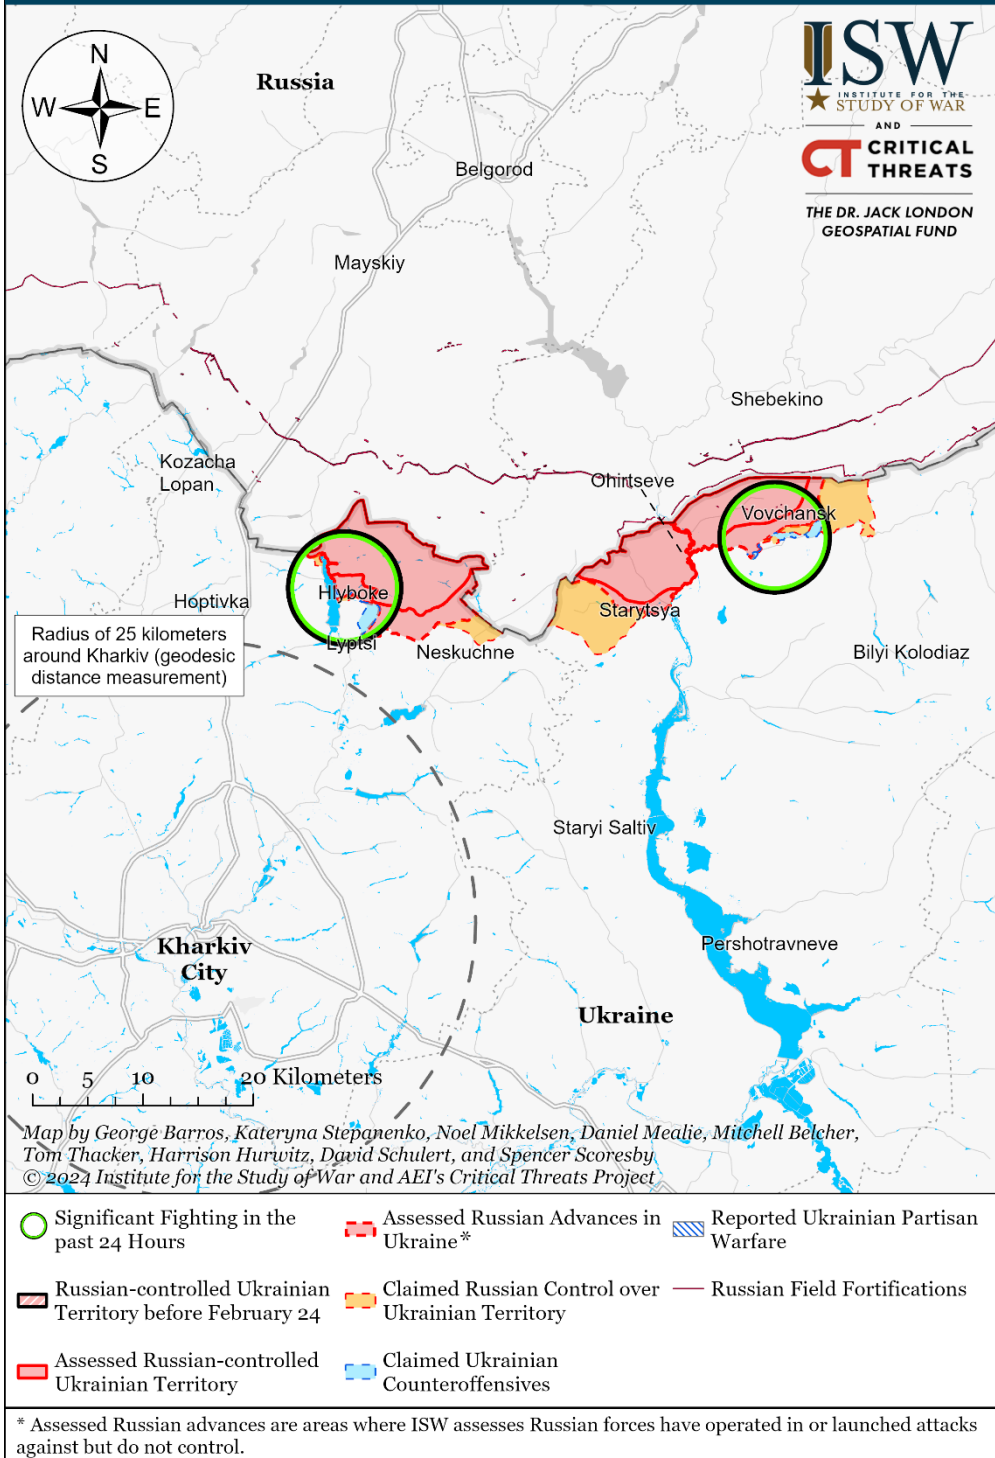 N
W
E
S
Russia
ISW
INSTITUTE FOR THE
STUDY OF WAR
AND
CT CRITICAL
THREATS
THE DR. JACK LONDON
GEOSPATIAL FUND
Belgorod
Mayskiy
Shebekino
Kozacha
Lopan
Ohirtseve
Vovchansk
Hlyboke
Hoptivka
Starytsya
Lyptsi
Neskuchne
Bilyi Kolodiaz
Radius of 25 kilometers
around Kharkiv (geodesic
distance measurement)
Staryi Saltiv
Pershotravneve
Kharkiv
City
Ukraine
0 5 10 20 Kilometers
Map by George Barros, Kateryna Stepanenko, Noel Mikkelsen, Daniel Mealie, Mitchell Belcher,
Tom Thacker, Harrison Hurwitz, David Schulert, and Spencer Scoresby
© 2024 Institute for the Study of War and AEI's Critical Threats Project
Significant Fighting in the
past 24 Hours
Russian-controlled Ukrainian
Territory before February 24
Assessed Russian-controlled
Ukrainian Territory
Assessed Russian Advances in
Ukraine*
Claimed Russian Control over
Ukrainian Territory
Claimed Ukrainian
Counteroffensives
Reported Ukrainian Partisan
Warfare
Russian Field Fortifications
* Assessed Russian advances are areas where ISW assesses Russian forces have operated in or launched attacks
against but do not control.